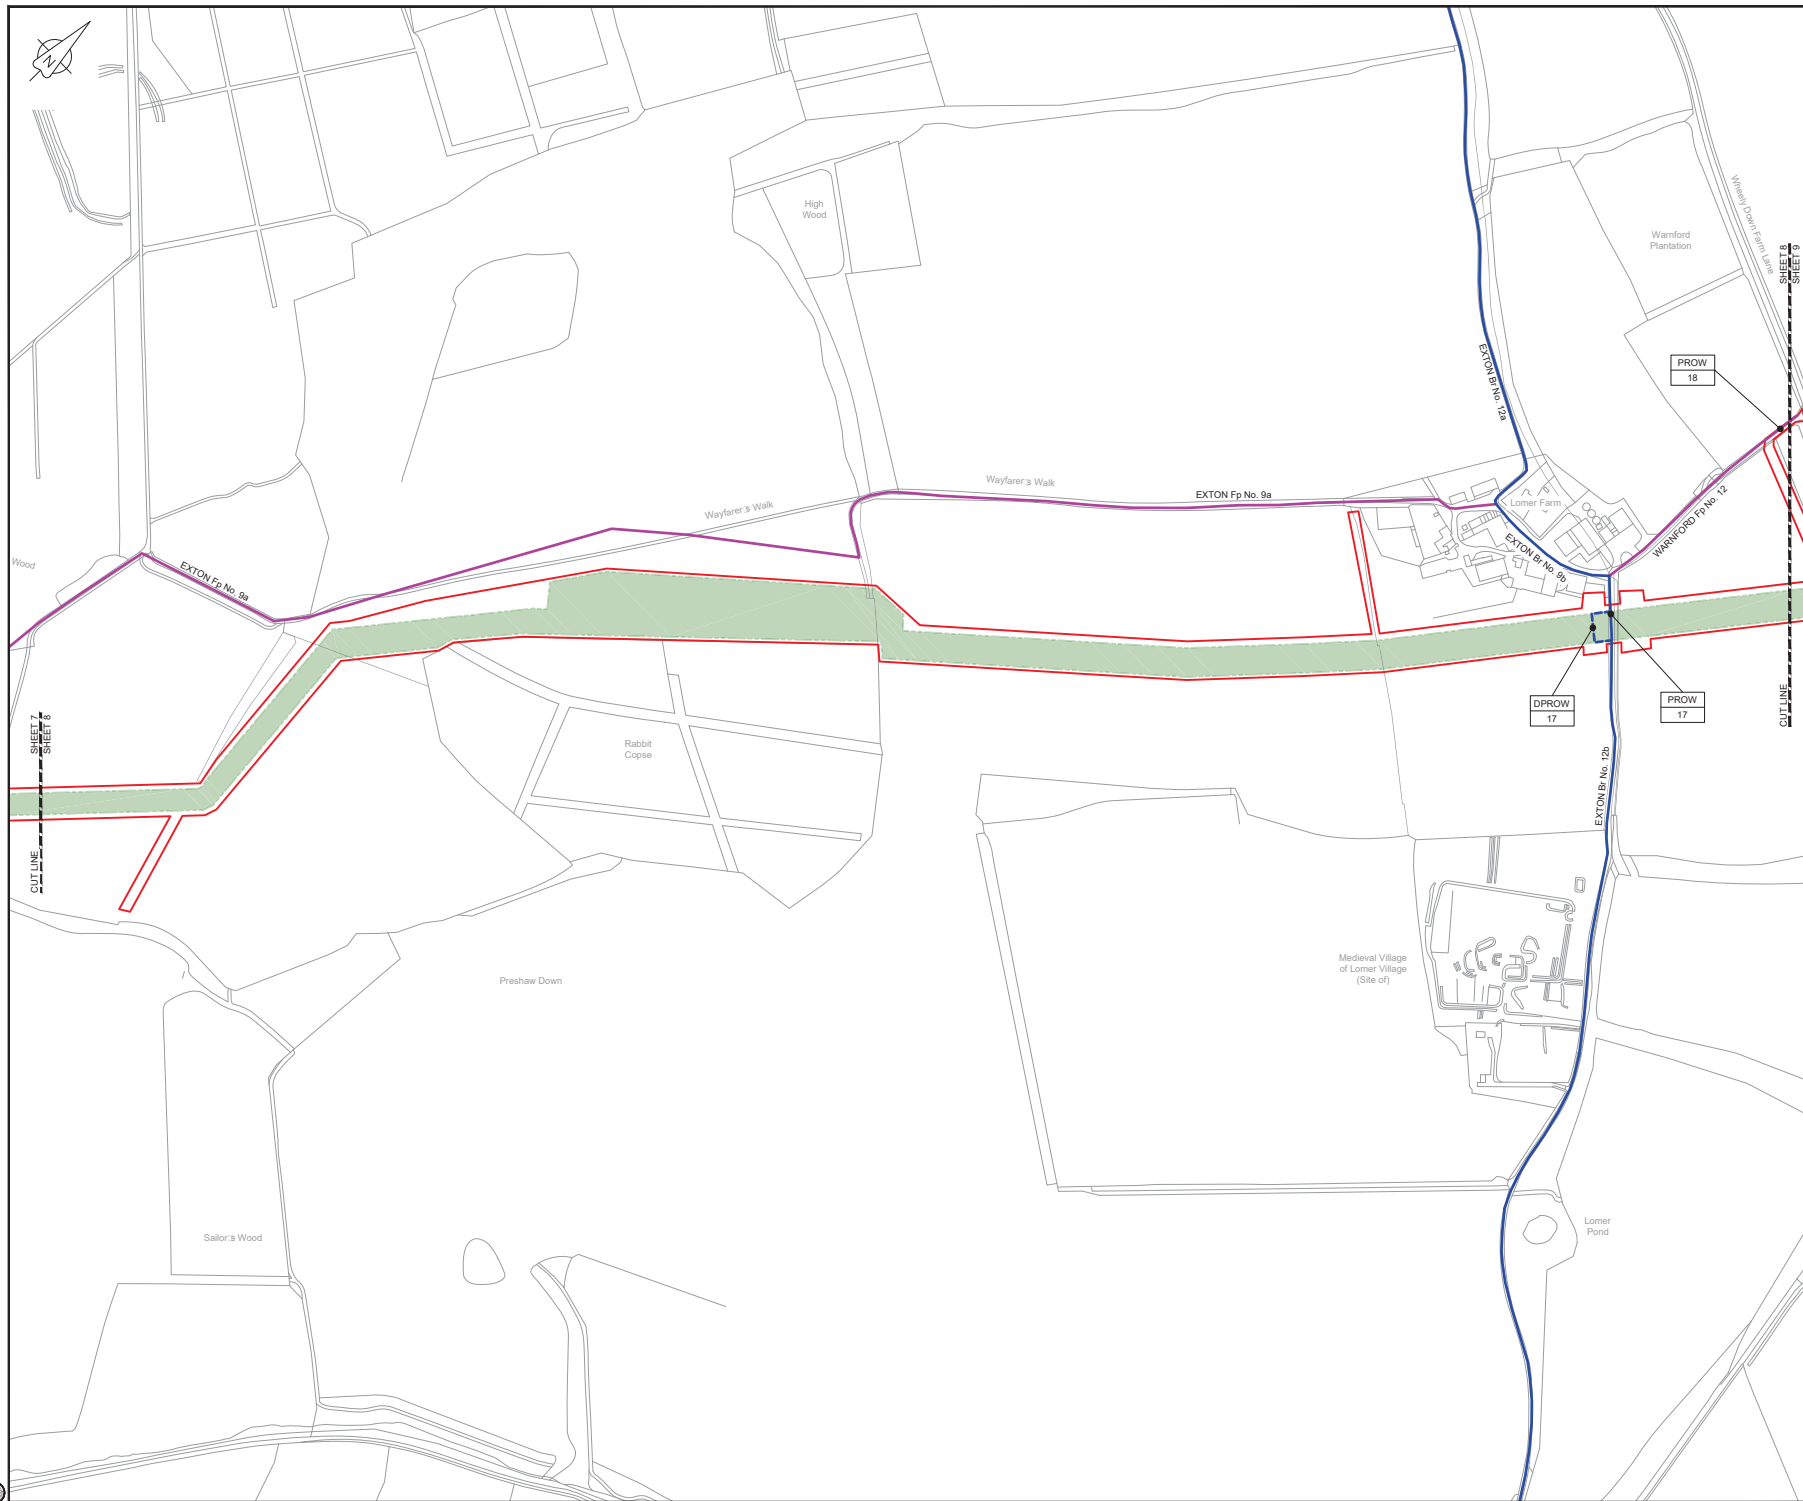 N
High
Wood
Warnford
Plantation
Wheely Down Farm Lane
SHEET 8
SHEET 9
CUT LINE
PROW
18
EXTON Br No. 12a
Wayfarer's Walk
EXTON Fp No. 9a
Wayfarer's Walk
Lomer Farm
WARNFORD Fp No. 12
EXTON Br No. 9b
Wood
EXTON Fp No. 9a
DPROW
17
PROW
17
SHEET 7
SHEET 8
CUT LINE
Rabbit
Copse
EXTON Br No. 12b
Preshaw Down
Medieval Village
of Lomer Village
(Site of)
Sailor's Wood
Lomer
Pond